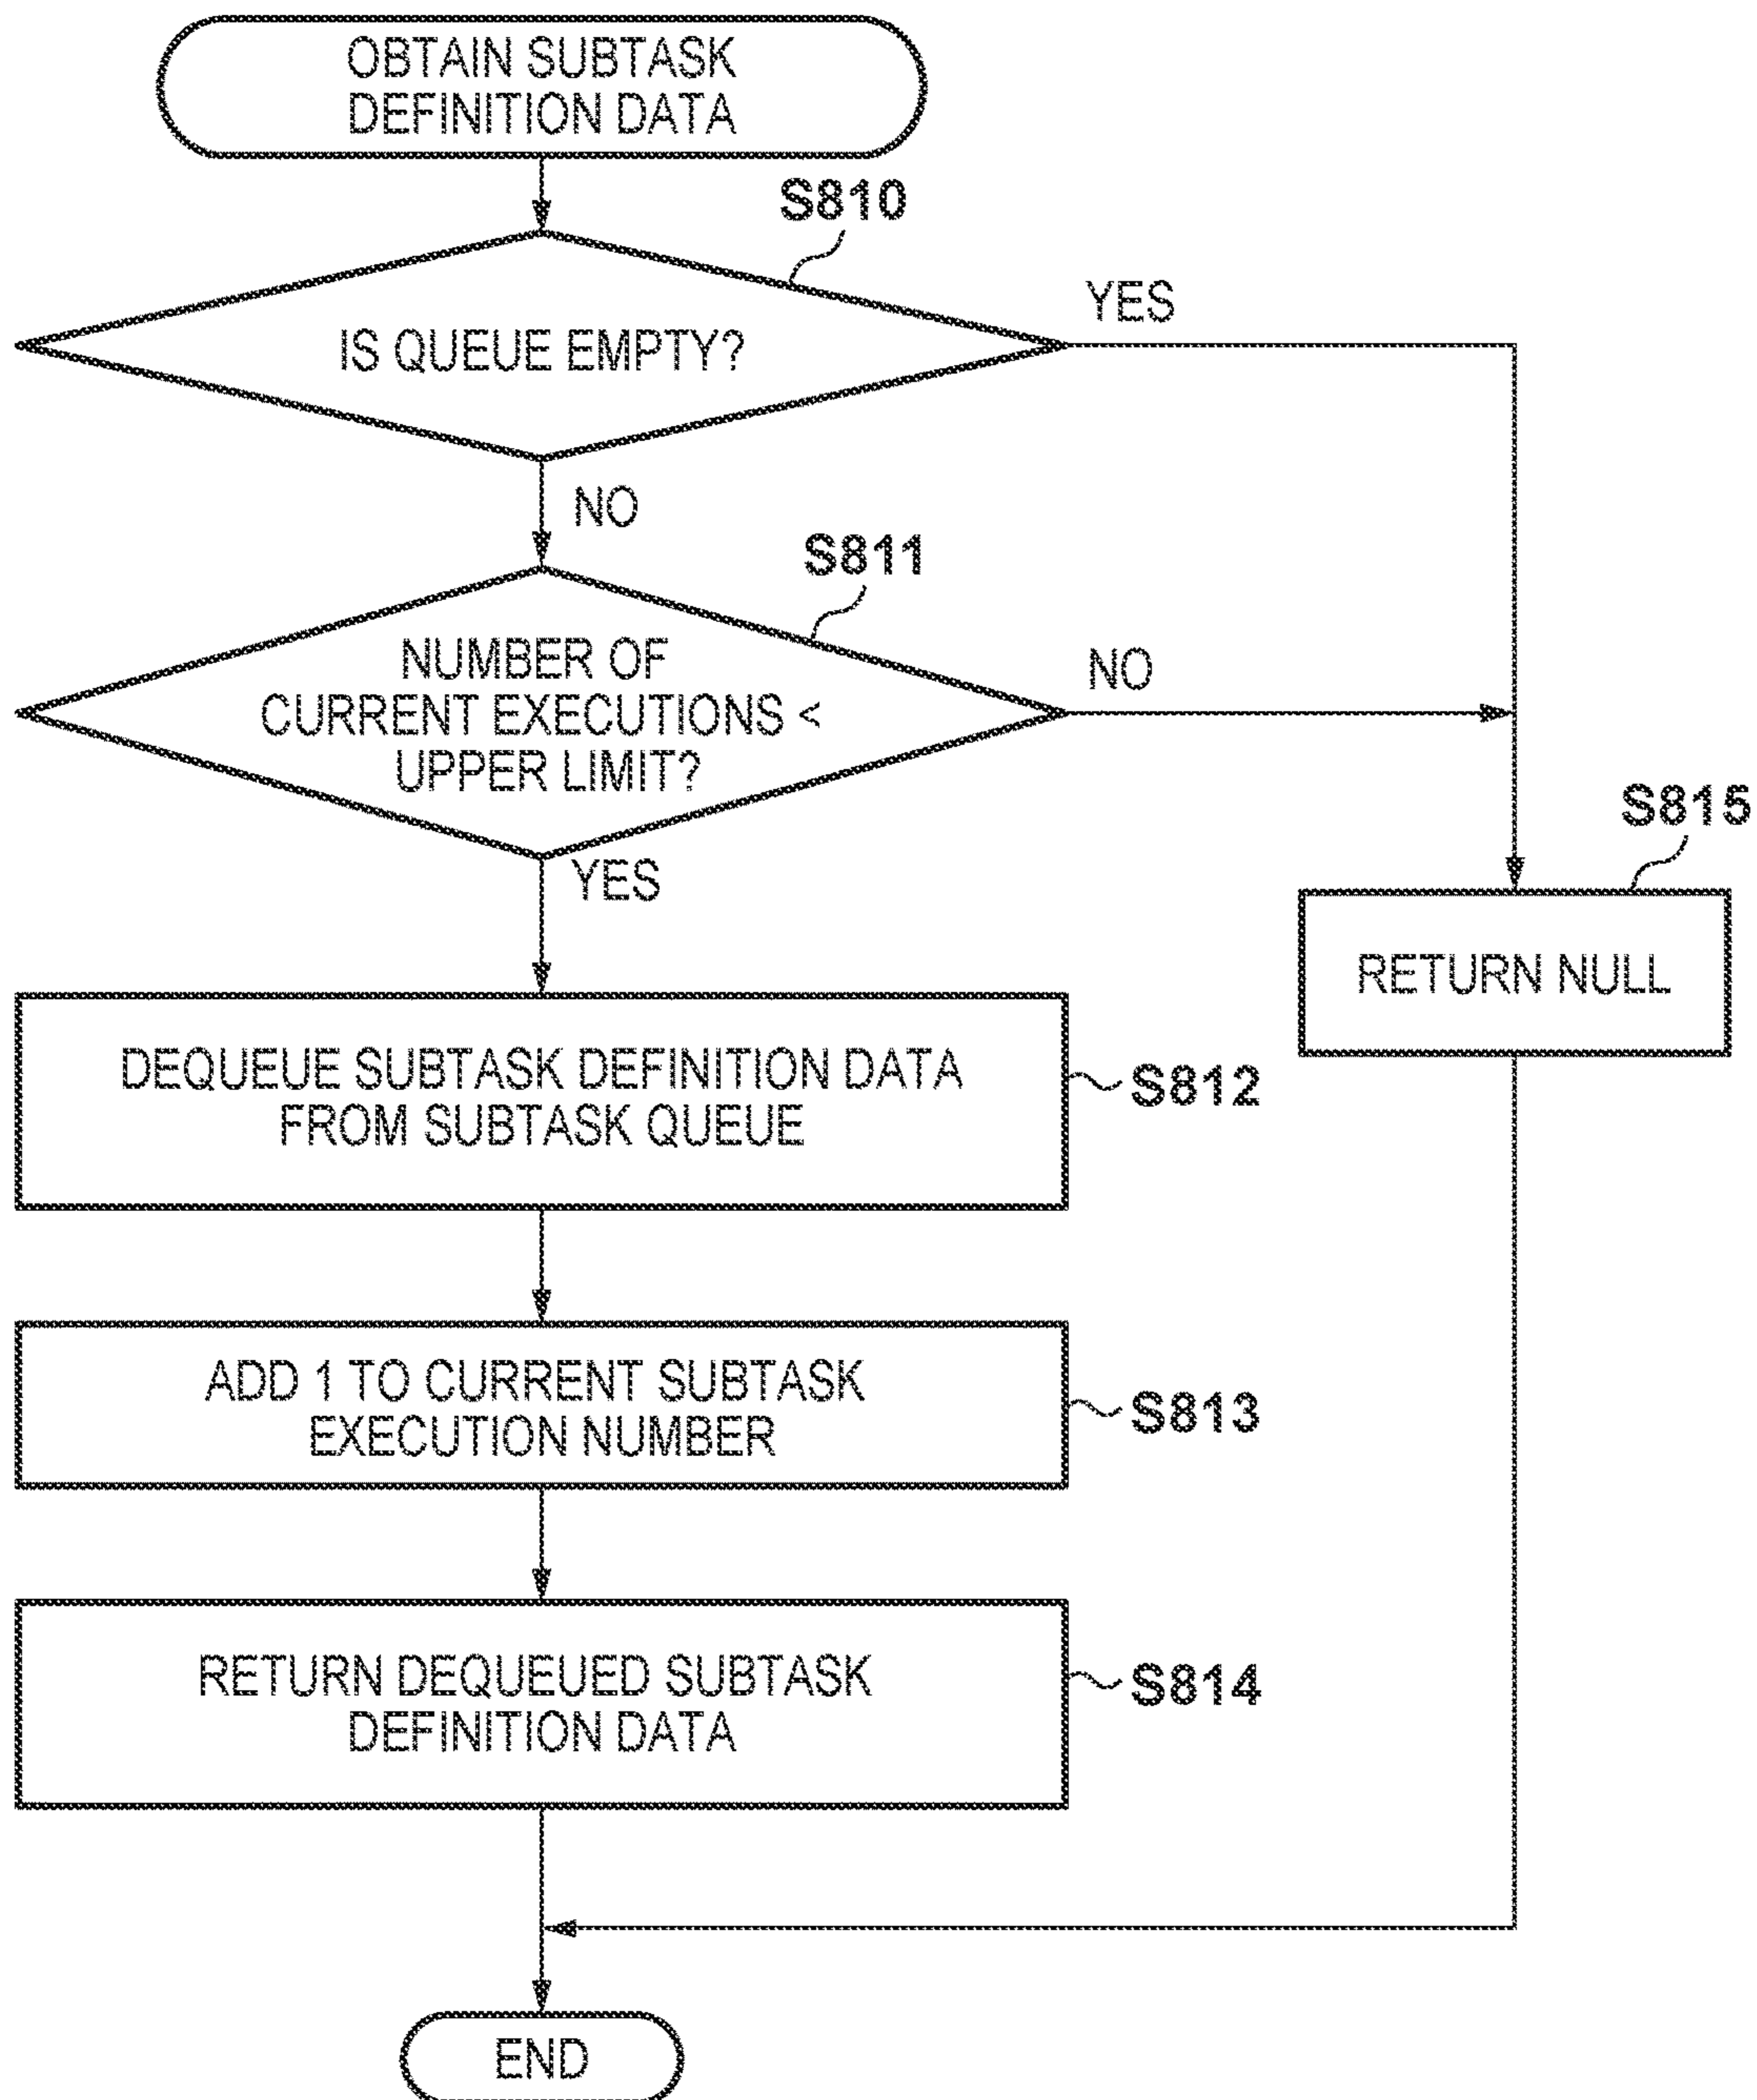 OBTAIN SUBTASK
DEFINITION DATA
S810
YES
IS QUEUE EMPTY?
NO
S811
NUMBER OF
CURRENT EXECUTIONS <
UPPER LIMIT?
NO
YES
S815
RETURN NULL
DEQUEUE SUBTASK DEFINITION DATA
FROM SUBTASK QUEUE
S812
ADD 1 TO CURRENT SUBTASK
EXECUTION NUMBER
S813
RETURN DEQUEUED SUBTASK
DEFINITION DATA
S814
END